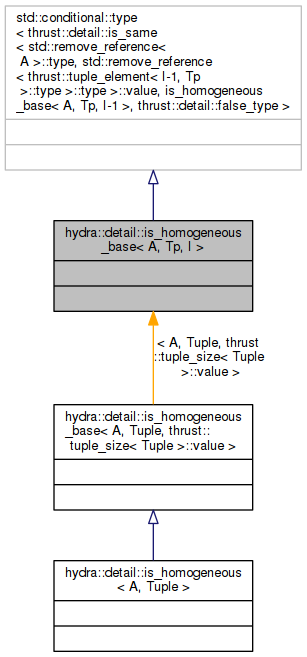 std::conditional::type
< thrust::detail::is_same
< std::remove_reference<
A >::type, std::remove_reference
< thrust::tuple_element< I-1, Tp
>::type >::type >::value, is_homogeneous
_base< A, Tp, I-1 >, thrust::detail::false_type >
hydra::detail::is_homogeneous
_base< A, Tp, I >
< A, Tuple, thrust
::tuple_size< Tuple
>::value >
hydra::detail::is_homogeneous
_base< A, Tuple, thrust::
tuple_size< Tuple >::value >
hydra::detail::is_homogeneous
< A, Tuple >